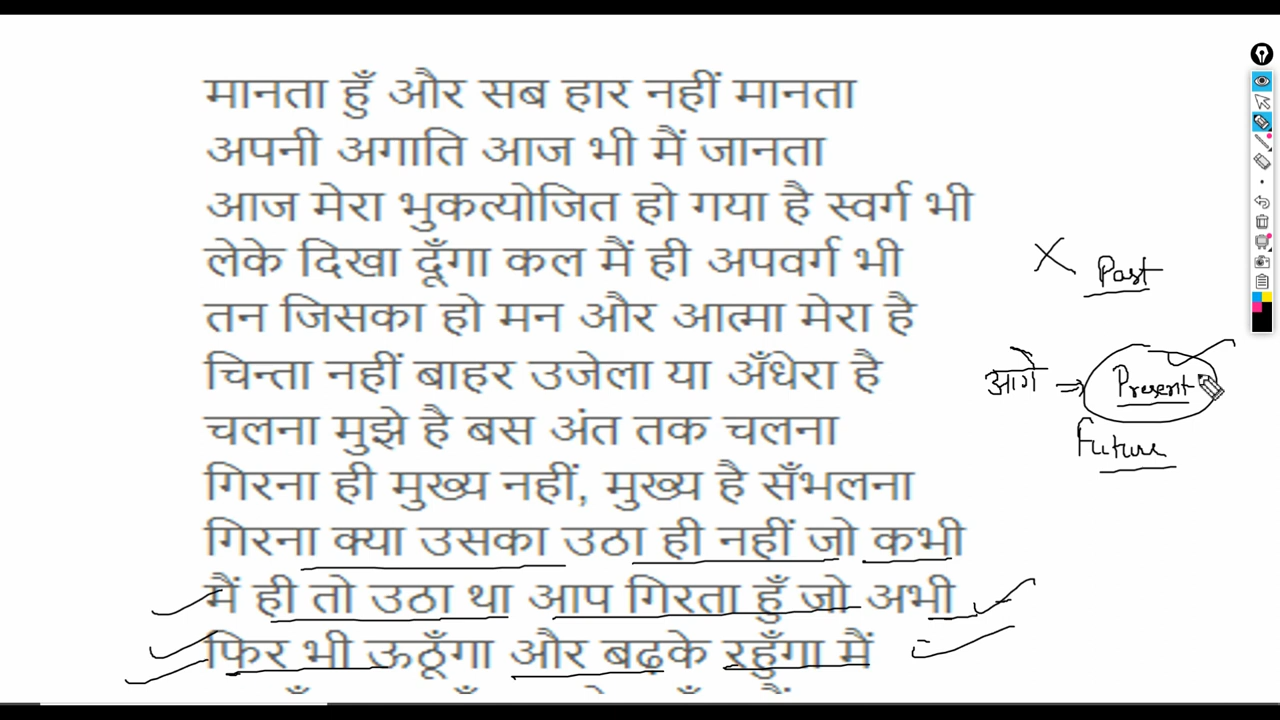 मानता हुँ और सब हार नहीं मानता
अपनी अगाति आज भी मैं जानता
आज मेरा भुकत्योजित हो गया है स्वर्ग भी
लेके दिखा दूँगा कल मैं ही अपवर्ग भी
तन जिसका हो मन और आत्मा मेरा है
चिन्ता नहीं बाहर उजेला या अँधेरा है
चलना मुझे है बस अंत तक चलना
गिरना ही मुख्य नहीं, मुख्य है सँभलना
गिरना क्या उसका उठा ही नहीं जो कभी
मैं ही तो उठा था आप गिरता हुँ जो अभी
फिर भी ऊठूँगा और बढ़के रहुँगा मैं
Past
Present
Future